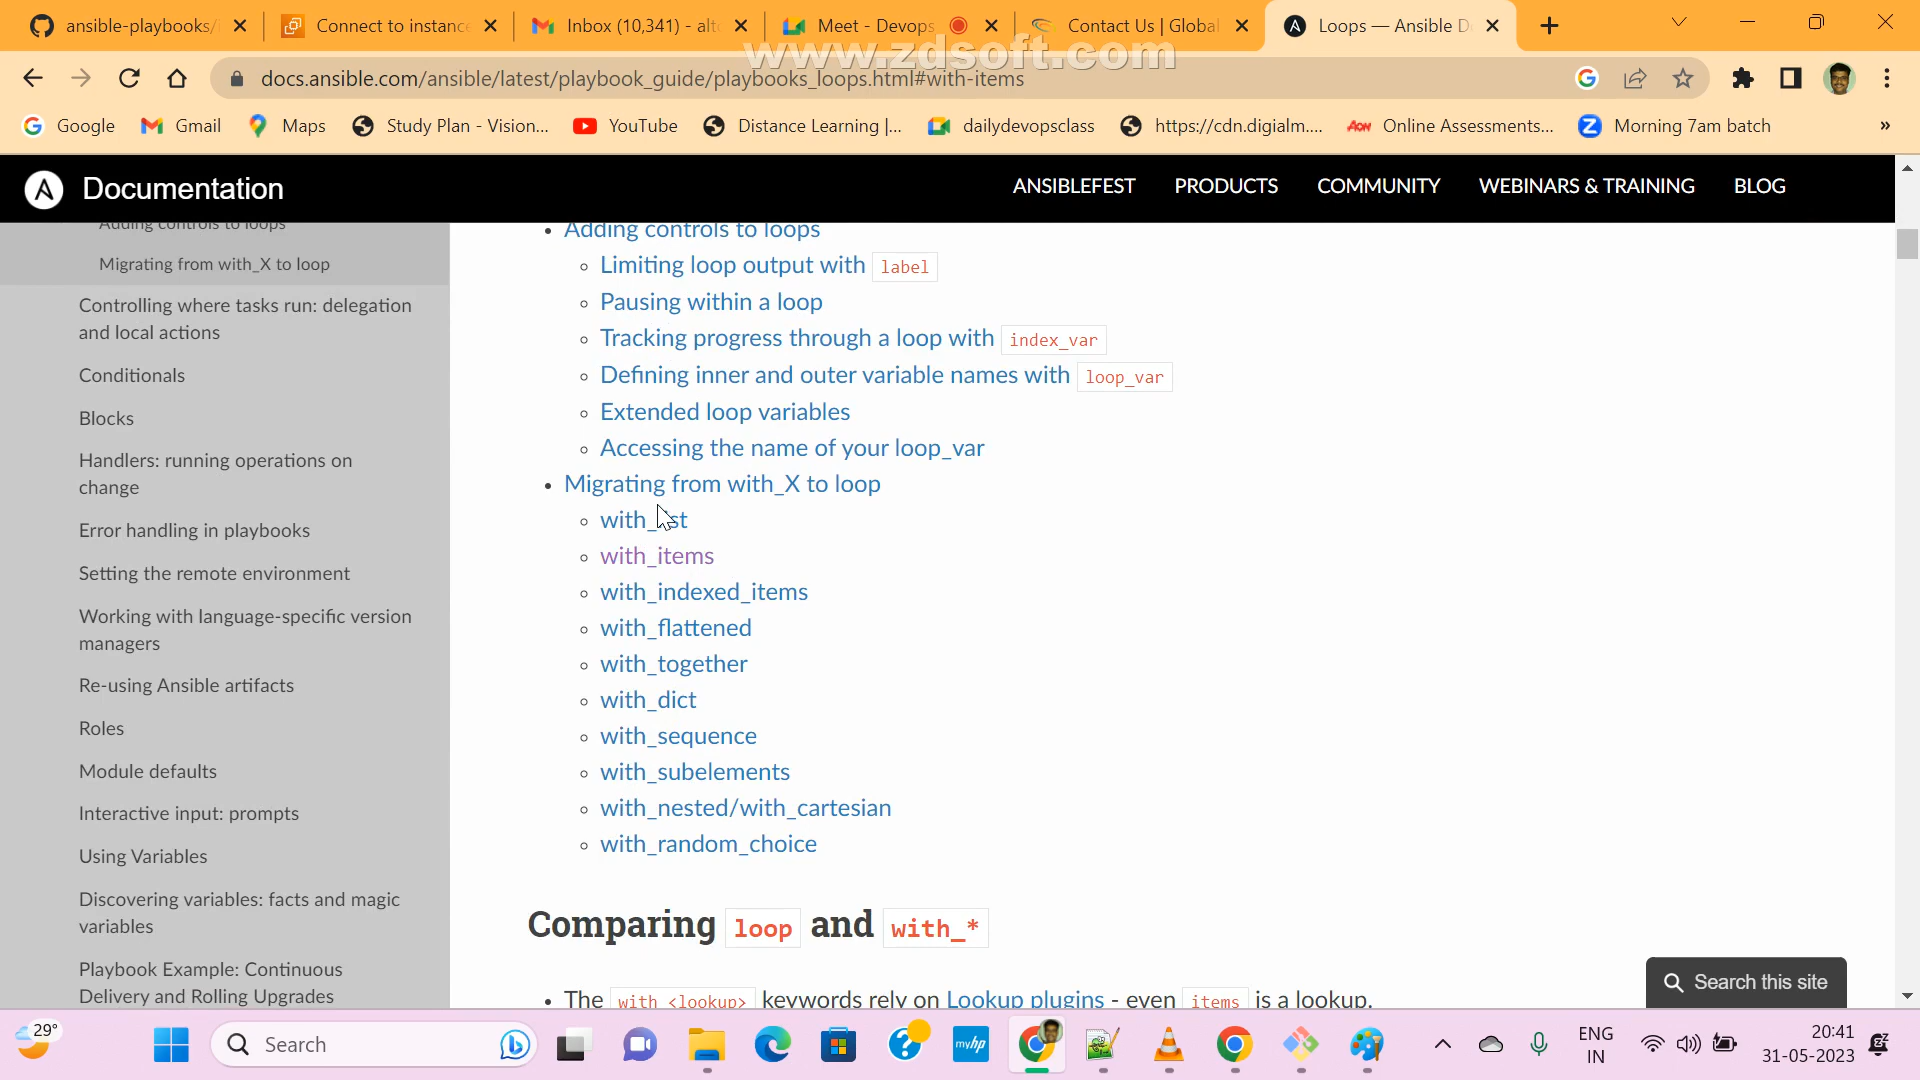 ansible-playbooks/
Connect to instance
Inbox (10,341) - alt
Meet - Devops
Contact Us | Global
Loops — Ansible D
www.zdsoft.com
docs.ansible.com/ansible/latest/playbook_guide/playbooks_loops.html#with-items
Google
Gmail
Maps
Study Plan - Vision...
YouTube
Distance Learning |...
dailydevopsclass
https://cdn.digialm....
Online Assessments...
Morning 7am batch
»
Documentation
ANSIBLEFEST
PRODUCTS
COMMUNITY
WEBINARS & TRAINING
BLOG
Adding controls to loops
Migrating from with_X to loop
Controlling where tasks run: delegation
and local actions
Conditionals
Blocks
Handlers: running operations on
change
Error handling in playbooks
Setting the remote environment
Working with language-specific version
managers
Re-using Ansible artifacts
Roles
Module defaults
Interactive input: prompts
Using Variables
Discovering variables: facts and magic
variables
Playbook Example: Continuous
Delivery and Rolling Upgrades
Adding controls to loops
Limiting loop output with label
Pausing within a loop
Tracking progress through a loop with index_var
Defining inner and outer variable names with loop_var
Extended loop variables
Accessing the name of your loop_var
Migrating from with_X to loop
with_list
with_items
with_indexed_items
with_flattened
with_together
with_dict
with_sequence
with_subelements
with_nested/with_cartesian
with_random_choice
Comparing loop and with_*
The with_<lookup> keywords rely on Lookup plugins - even items is a lookup.
Search this site
29°
Search
myhp
ENG
IN
20:41
31-05-2023